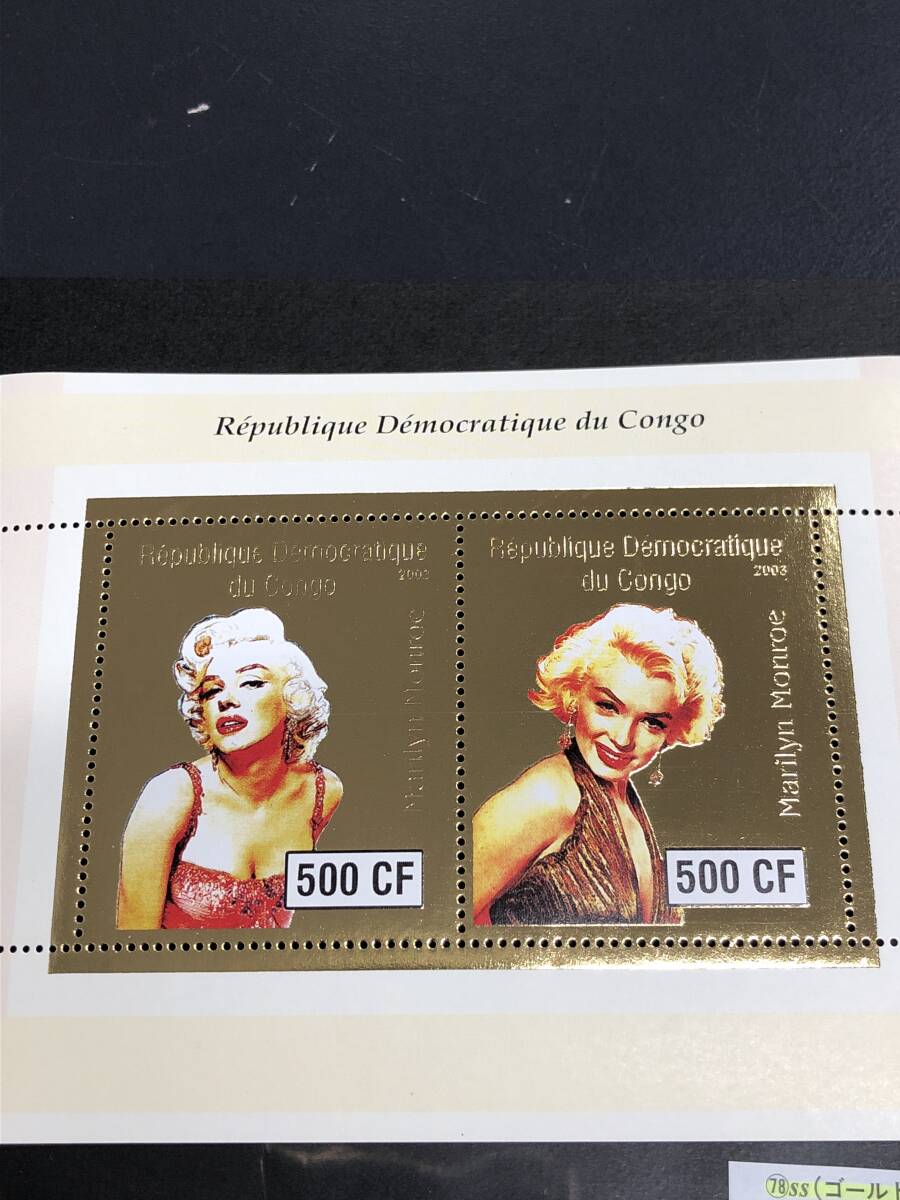 République Démocratique du Congo
République Démocratique
du Congo
2003
Marilyn Monroe
500 CF
République Démocratique
du Congo
2003
Marilyn Monroe
500 CF
78ss(ゴールド